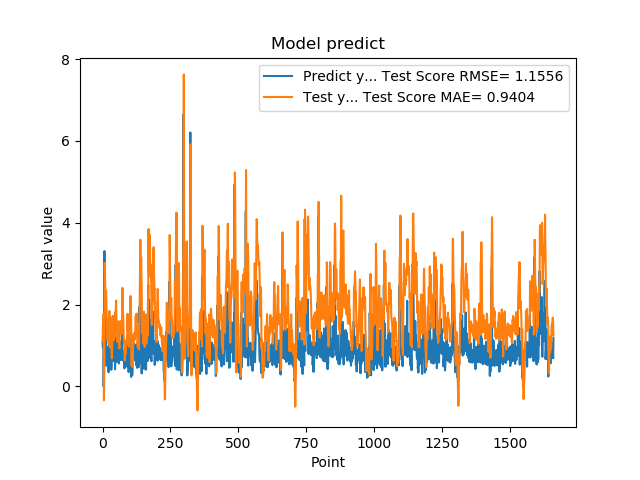 Model predict
Predict y... Test Score RMSE= 1.1556
Test y... Test Score MAE= 0.9404
Real value
8
6
4
2
0
0 250 500 750 1000 1250 1500
Point